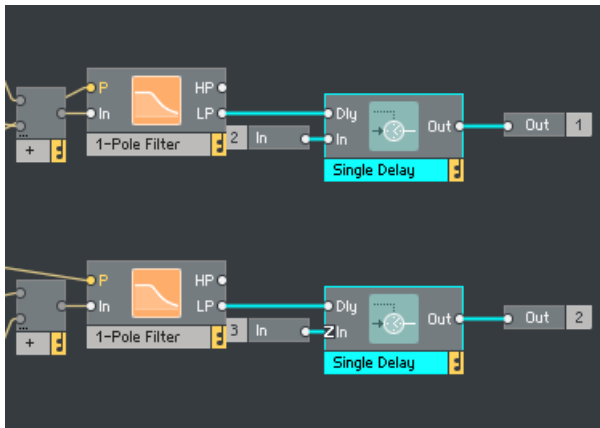 P
HP
In
LP
...
+
1-Pole Filter
2 In
Dly
In
Out
Single Delay
Out 1
P
HP
In
LP
...
+
1-Pole Filter
3 In
Dly
ZIn
Out
Single Delay
Out 2